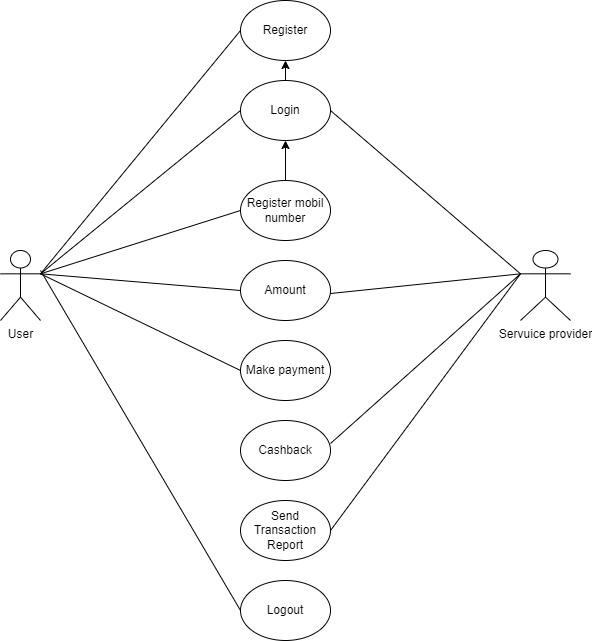 Register
Login
Register mobil
number
User
Amount
Servuice provider
Make payment
Cashback
Send
Transaction
Report
Logout